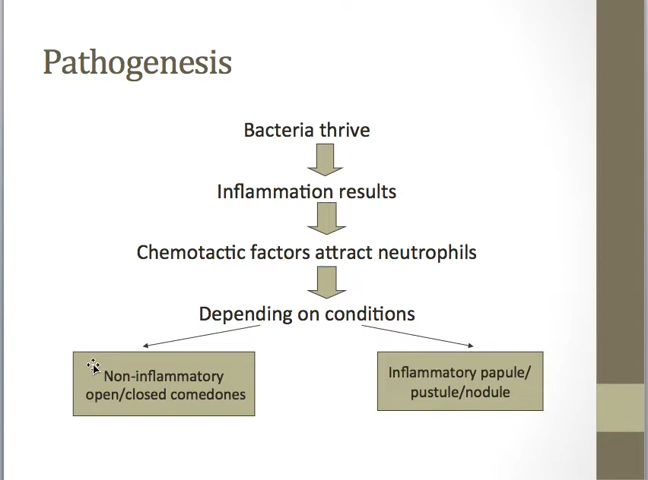 Pathogenesis
Bacteria thrive
Inflammation results
Chemotactic factors attract neutrophils
Depending on conditions
Non-inflammatory
open/closed comedones
Inflammatory papule/
pustule/nodule